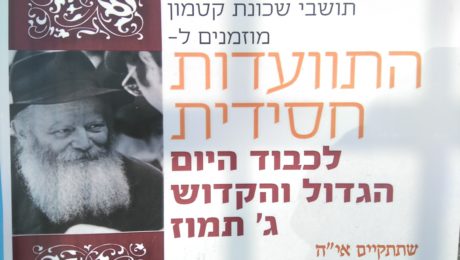 תושבי שכונת קטמון
מוזמנים ל-
התוועדות
חסידית
לכבוד היום
הגדול והקדוש
ג' תמוז
שתתקיים אי"ה